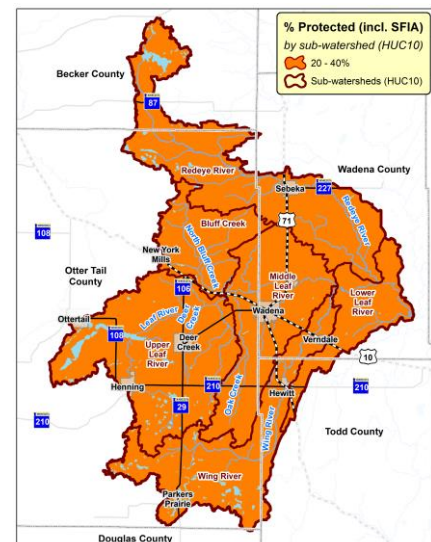 % Protected (incl. SFIA)
by sub-watershed (HUC10)
20 - 40%
Sub-watersheds (HUC10)
Becker County
87
Wadena County
Redeye River
Sebeka
227
108
Bluff Creek
71
Redeye River
New York
Mills
North Bluff Creek
Otter Tail
County
106
Middle
Leaf
River
Lower
Leaf
River
Leaf River
Deer
Creek
Wadena
Ottertail
108
Upper
Leaf
River
Deer
Creek
Verndale
10
Henning
210
Oak Creek
Hewitt
210
210
29
Wing River
Todd County
Wing River
Parkers
Prairie
Douglas County